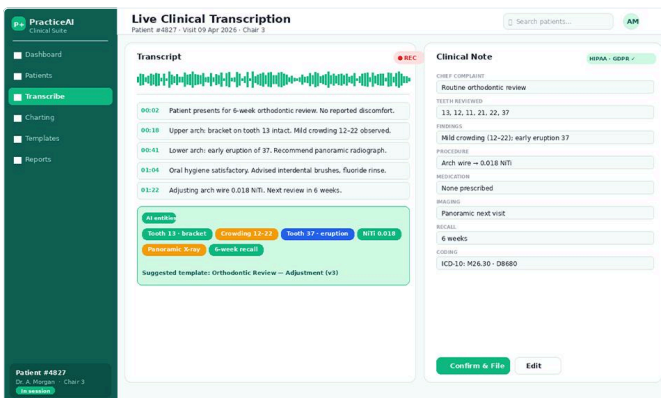 P+ PracticeAI
Clinical Suite
Dashboard
Patients
Transcribe
Charting
Templates
Reports
Patient #4827
Dr. A. Morgan · Chair 3
In session
Live Clinical Transcription
Patient #4827 · Visit 09 Apr 2026 · Chair 3
Search patients...
AM
Transcript
REC
00:02 Patient presents for 6-week orthodontic review. No reported discomfort.
00:18 Upper arch: bracket on tooth 13 intact. Mild crowding 12–22 observed.
00:41 Lower arch: early eruption of 37. Recommend panoramic radiograph.
01:04 Oral hygiene satisfactory. Advised interdental brushes, fluoride rinse.
01:22 Adjusting arch wire 0.018 NiTi. Next review in 6 weeks.
AI entities
Tooth 13 · bracket Crowding 12–22 Tooth 37 · eruption NiTi 0.018
Panoramic X-ray 6-week recall
Suggested template: Orthodontic Review — Adjustment (v3)
Clinical Note
HIPAA · GDPR ✓
CHIEF COMPLAINT
Routine orthodontic review
TEETH REVIEWED
13, 12, 11, 21, 22, 37
FINDINGS
Mild crowding (12–22); early eruption 37
PROCEDURE
Arch wire → 0.018 NiTi
MEDICATION
None prescribed
IMAGING
Panoramic next visit
RECALL
6 weeks
CODING
ICD-10: M26.30 · D8680
Confirm & File
Edit